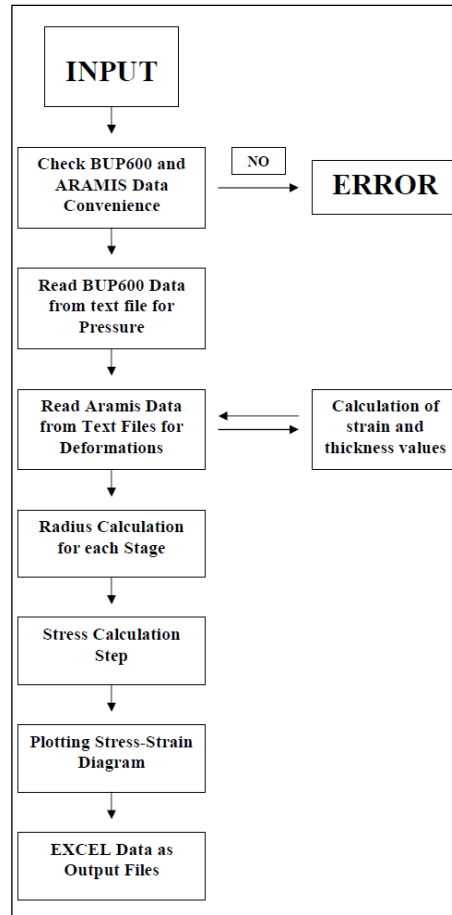 INPUT
Check BUP600 and
ARAMIS Data
Convenience
NO
ERROR
Read BUP600 Data
from text file for
Pressure
Read Aramis Data
from Text Files for
Deformations
Calculation of
strain and
thickness values
Radius Calculation
for each Stage
Stress Calculation
Step
Plotting Stress-Strain
Diagram
EXCEL Data as
Output Files